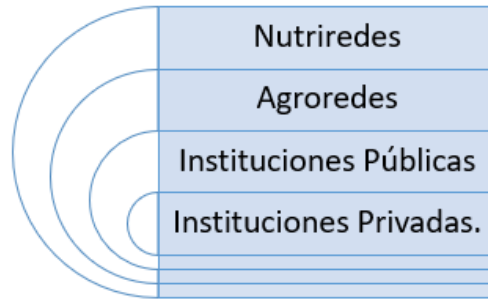 Nutriredes
Agroredes
Instituciones Públicas
Instituciones Privadas.